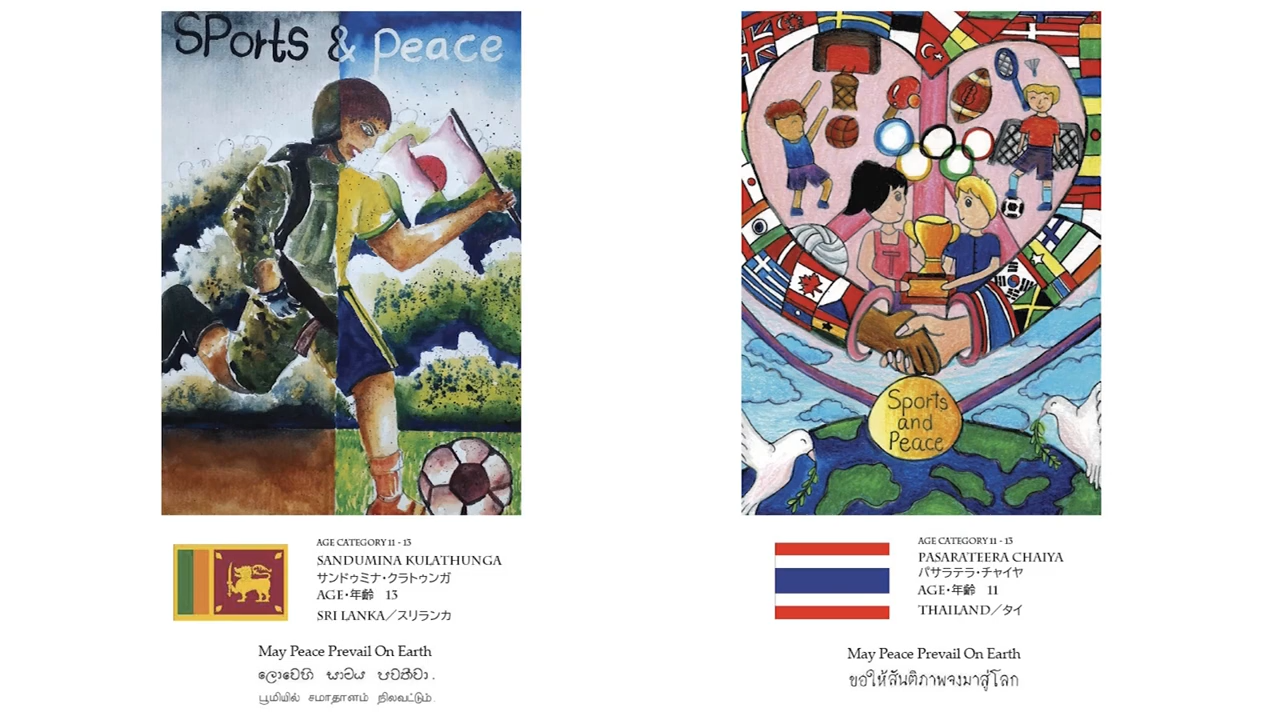 SPorts & Peace
AGE CATEGORY 11 - 13
SANDUMINA KULATHUNGA
サンドゥミナ・クラトゥンガ
AGE・年齢 13
SRI LANKA／スリランカ
May Peace Prevail On Earth
ලොවෙහි සාමය පවතීවා.
பூமியில் சமாதானம் நிலவட்டும்.
Sports
and
Peace
AGE CATEGORY 11 - 13
PASARATEERA CHAIYA
パサラテラ・チャイヤ
AGE・年齢 11
THAILAND／タイ
May Peace Prevail On Earth
ขอให้สันติภาพจงมาสู่โลก